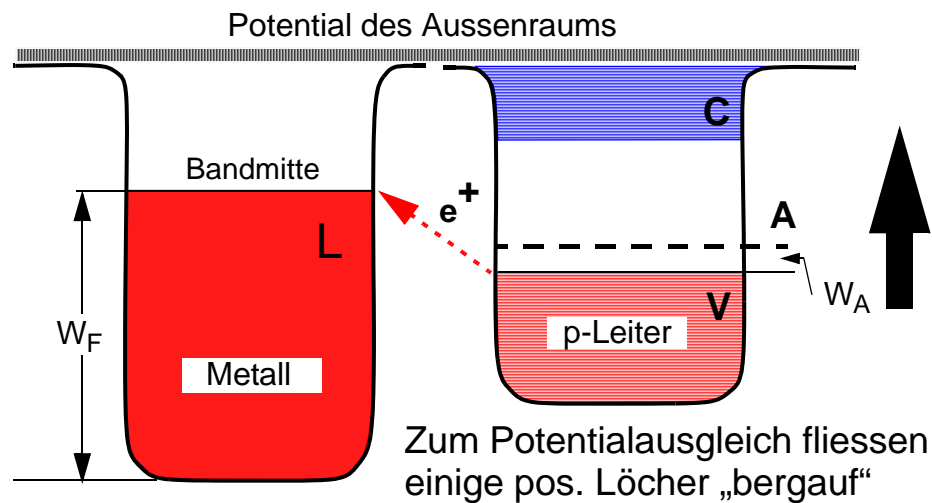 Potential des Aussenraums
C
Bandmitte
e+
A
L
WF
V
WA
p-Leiter
Metall
Zum Potentialausgleich fliessen
einige pos. Löcher „bergauf“